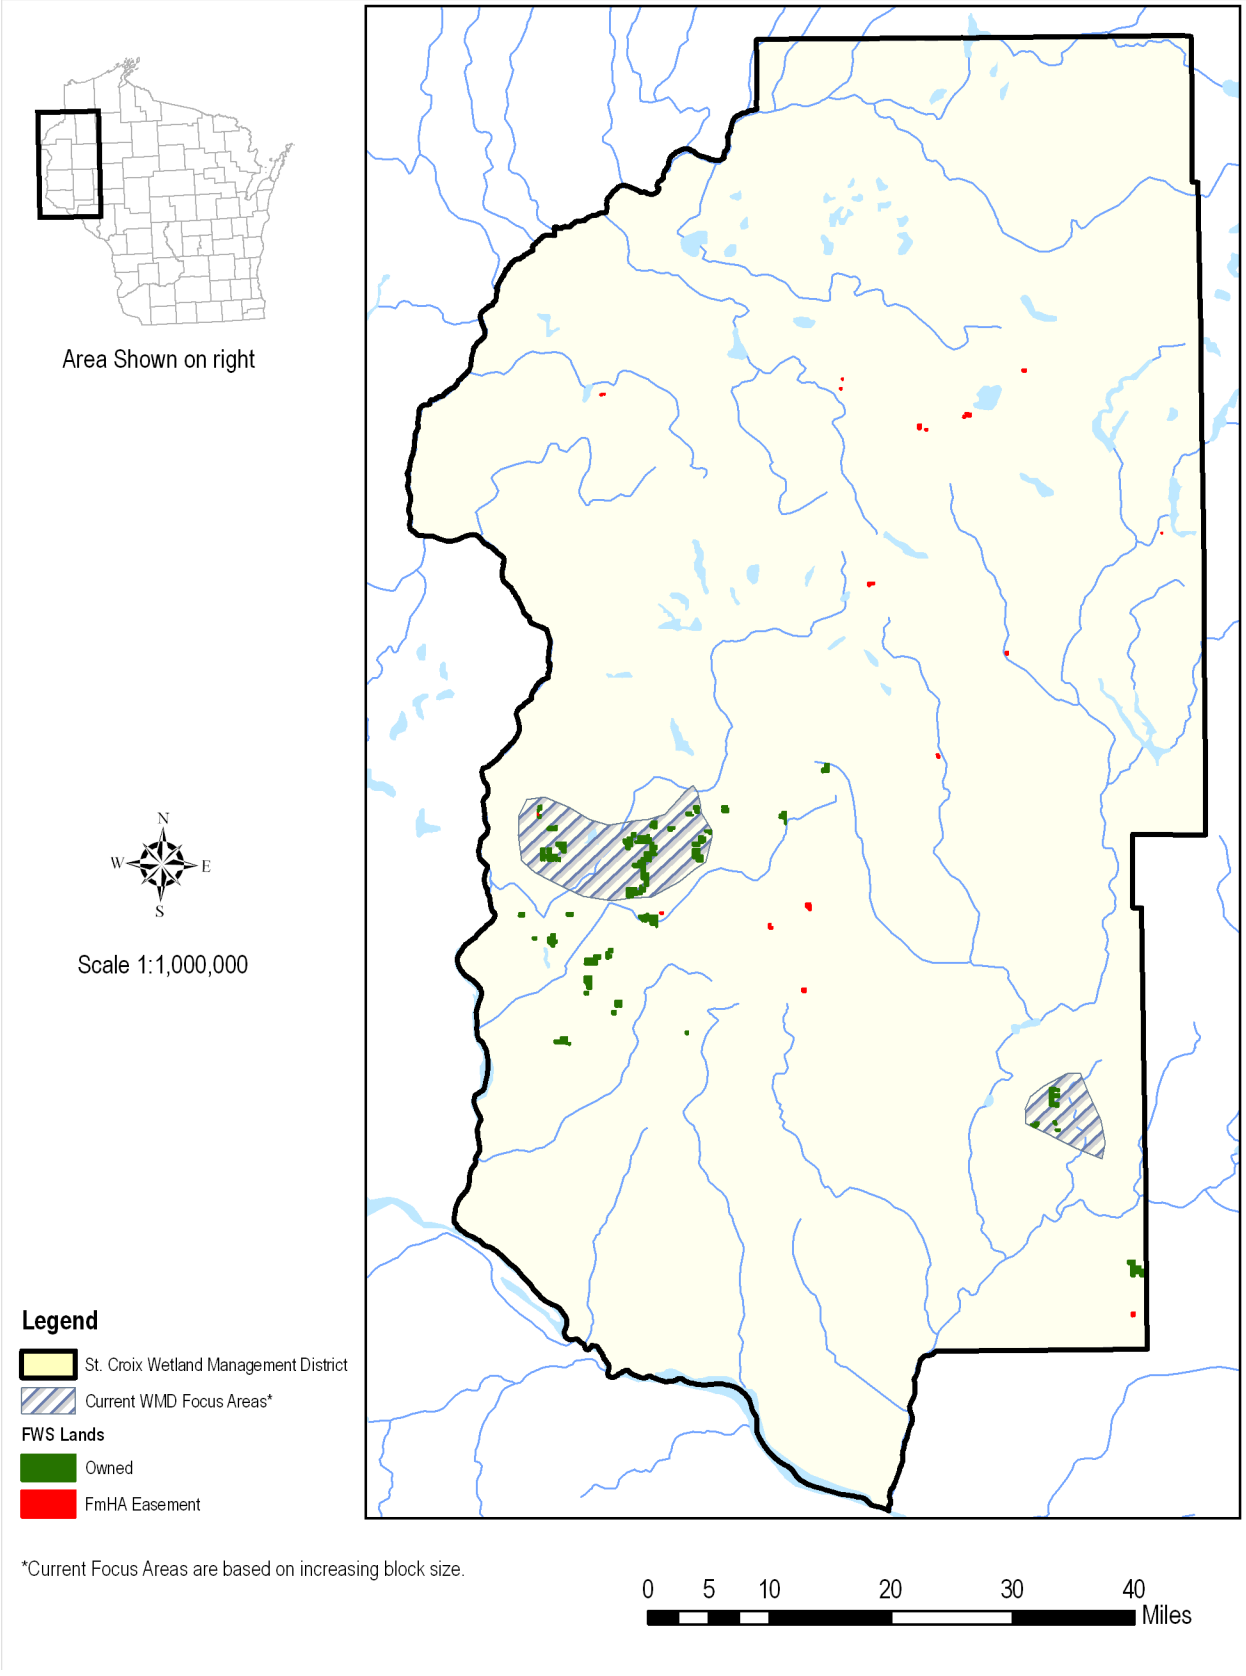 Area Shown on right
N
W
E
S
Scale 1:1,000,000
Legend
St. Croix Wetland Management District
Current WMD Focus Areas*
FWS Lands
Owned
FmHA Easement
*Current Focus Areas are based on increasing block size.
0 5 10 20 30 40
Miles